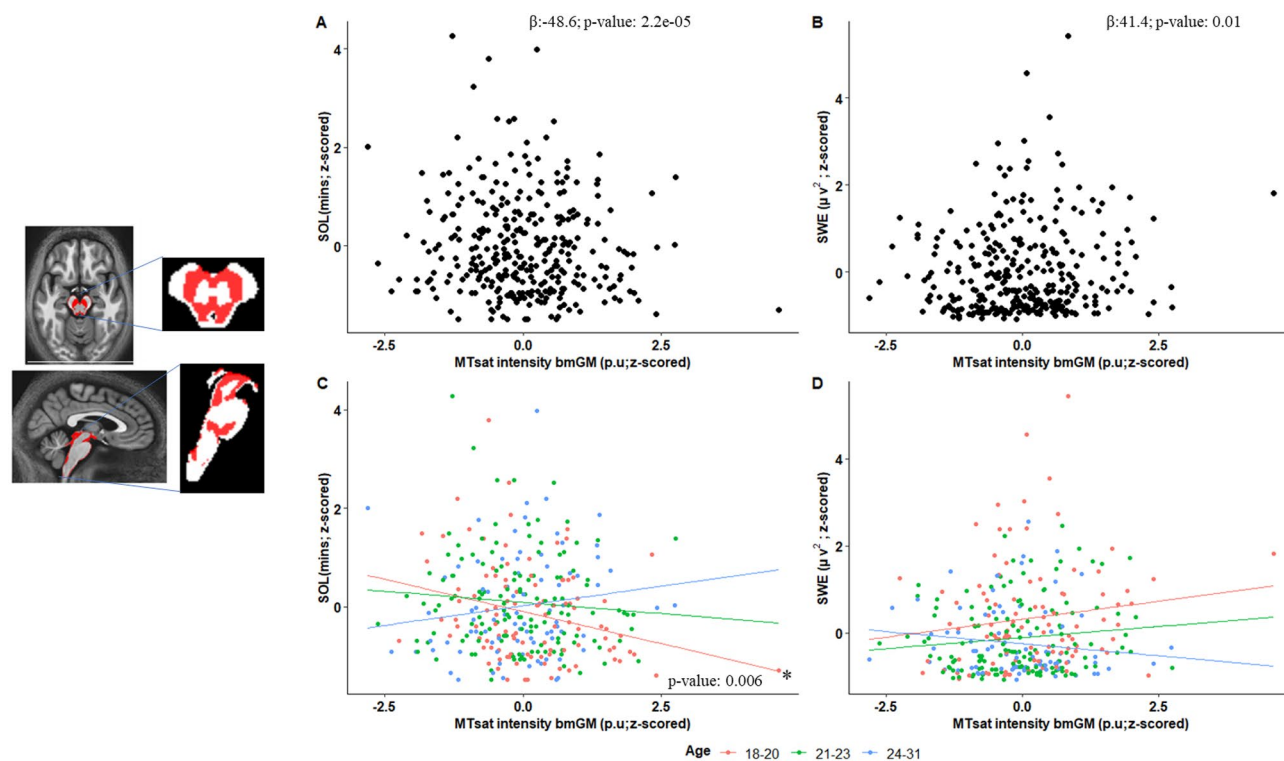 A
β:-48.6; p-value: 2.2e-05
SOL(mins; z-scored)
4
2
0
-2.5
0.0
2.5
MTsat intensity bmGM (p.u;z-scored)
B
β:41.4; p-value: 0.01
SWE (µ v²; z-scored)
4
2
0
-2.5
0.0
2.5
MTsat intensity bmGM (p.u;z-scored)
C
SOL(mins; z-scored)
4
2
0
p-value: 0.006 *
-2.5
0.0
2.5
MTsat intensity bmGM (p.u;z-scored)
D
SWE (µ v²; z-scored)
4
2
0
-2.5
0.0
2.5
MTsat intensity bmGM (p.u;z-scored)
Age 18-20 21-23 24-31